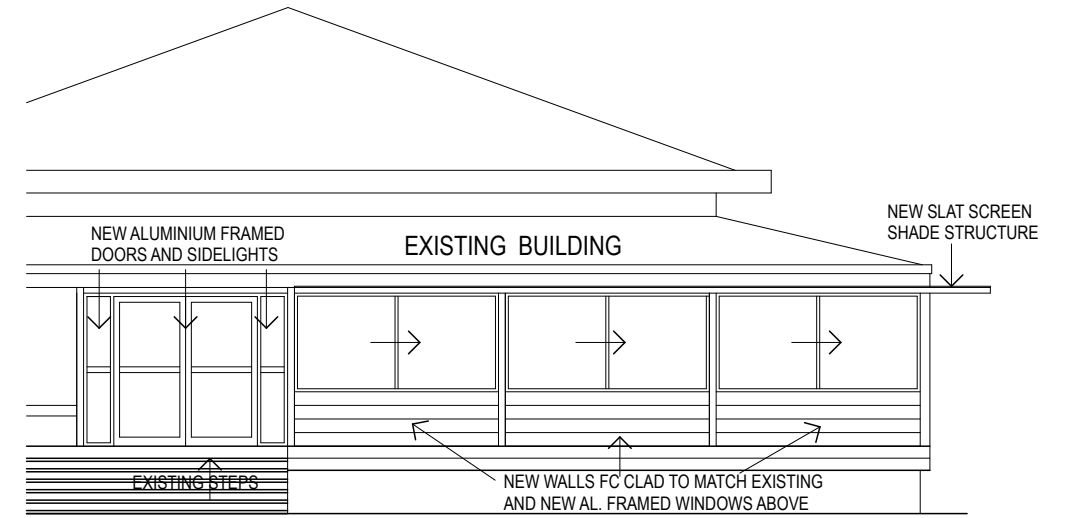 NEW SLAT SCREEN
SHADE STRUCTURE
NEW ALUMINIUM FRAMED
DOORS AND SIDELIGHTS
EXISTING BUILDING
EXISTING STEPS
NEW WALLS FC CLAD TO MATCH EXISTING
AND NEW AL. FRAMED WINDOWS ABOVE